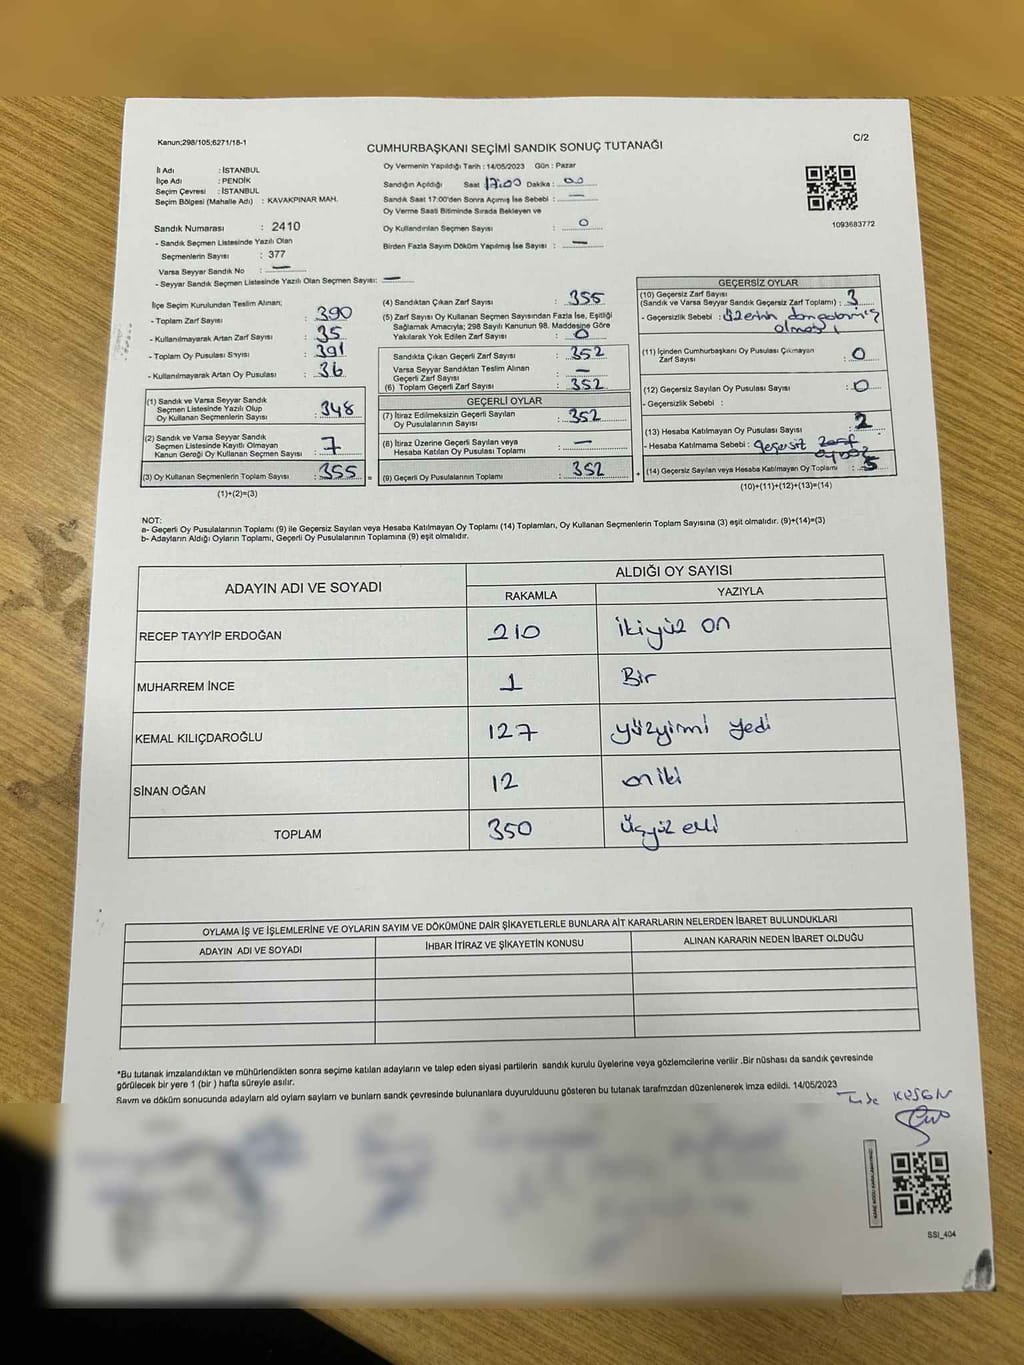 Kanun;298/105;6271/18-1
C/2
CUMHURBAŞKANI SEÇİMİ SANDIK SONUÇ TUTANAĞI
İl Adı : İSTANBUL
İlçe Adı : PENDİK
Seçim Çevresi : İSTANBUL
Seçim Bölgesi (Mahalle Adı) : KAVAKPINAR MAH.
Sandık Numarası : 2410
- Sandık Seçmen Listesinde Yazılı Olan
Seçmenlerin Sayısı : 377
Varsa Seyyar Sandık No : —
- Seyyar Sandık Seçmen Listesinde Yazılı Olan Seçmen Sayısı: —
Oy Vermenin Yapıldığı Tarih : 14/05/2023 Gün : Pazar
Sandığın Açıldığı Saat 17:00 Dakika : 00
Sandık Saat 17:00'den Sonra Açımış İse Sebebi : —
Oy Verme Saati Bitiminde Sırada Bekleyen ve
Oy Kullandırılan Seçmen Sayısı : 0
Birden Fazla Sayım Döküm Yapılmış İse Sayısı : —
1093683772
İlçe Seçim Kurulundan Teslim Alınan;
- Toplam Zarf Sayısı : 390
- Kullanılmayarak Artan Zarf Sayısı : 35
- Toplam Oy Pusulası Sayısı : 391
- Kullanılmayarak Artan Oy Pusulası : 36
(1) Sandık ve Varsa Seyyar Sandık
Seçmen Listesinde Yazılı Olup
Oy Kullanan Seçmenlerin Sayısı : 348
(2) Sandık ve Varsa Seyyar Sandık
Seçmen Listesinde Kayıtlı Olmayan
Kanun Gereği Oy Kullanan Seçmen Sayısı : 7
(3) Oy Kullanan Seçmenlerin Toplam Sayısı : 355 =
(1)+(2)=(3)
(4) Sandıktan Çıkan Zarf Sayısı : 355
(5) Zarf Sayısı Oy Kullanan Seçmen Sayısından Fazla İse, Eşitliği
Sağlamak Amacıyla; 298 Sayılı Kanunun 98. Maddesine Göre
Yakılarak Yok Edilen Zarf Sayısı : 0
Sandıkta Çıkan Geçerli Zarf Sayısı : 352
Varsa Seyyar Sandıktan Teslim Alınan
Geçerli Zarf Sayısı : —
(6) Toplam Geçerli Zarf Sayısı : 352
GEÇERLİ OYLAR
(7) İtiraz Edilmeksizin Geçerli Sayılan
Oy Pusulalarının Sayısı : 352
(8) İtiraz Üzerine Geçerli Sayılan veya
Hesaba Katılan Oy Pusulası Toplamı : —
(9) Geçerli Oy Pusulalarının Toplamı : 352 +
GEÇERSİZ OYLAR
(10) Geçersiz Zarf Sayısı
(Sandık ve Varsa Seyyar Sandık Geçersiz Zarf Toplamı) : 3
- Geçersizlik Sebebi : Üzerinin
olması
(11) İçinden Cumhurbaşkanı Oy Pusulası Çıkmayan
Zarf Sayısı : 0
(12) Geçersiz Sayılan Oy Pusulası Sayısı : 0
- Geçersizlik Sebebi :
(13) Hesaba Katılmayan Oy Pusulası Sayısı : 2
- Hesaba Katılmama Sebebi : geçersiz zarf
(14) Geçersiz Sayılan veya Hesaba Katılmayan Oy Toplamı : 5
(10)+(11)+(12)+(13)=(14)
NOT:
a- Geçerli Oy Pusulalarının Toplamı (9) ile Geçersiz Sayılan veya Hesaba Katılmayan Oy Toplamı (14) Toplamları, Oy Kullanan Seçmenlerin Toplam Sayısına (3) eşit olmalıdır. (9)+(14)=(3)
b- Adayların Aldığı Oyların Toplamı, Geçerli Oy Pusulalarının Toplamına (9) eşit olmalıdır.
ADAYIN ADI VE SOYADI
ALDIĞI OY SAYISI
RAKAMLA YAZIYLA
RECEP TAYYİP ERDOĞAN 210 ikiyüz on
MUHARREM İNCE 1 Bir
KEMAL KILIÇDAROĞLU 127 yüzyirmi yedi
SİNAN OĞAN 12 on iki
TOPLAM 350 üçyüz elli
OYLAMA İŞ VE İŞLEMLERİNE VE OYLARIN SAYIM VE DÖKÜMÜNE DAİR ŞİKAYETLERLE BUNLARA AİT KARARLARIN NELERDEN İBARET BULUNDUKLARI
ADAYIN ADI VE SOYADI İHBAR İTİRAZ VE ŞİKAYETİN KONUSU ALINAN KARARIN NEDEN İBARET OLDUĞU
*Bu tutanak imzalandıktan ve mühürlendikten sonra seçime katılan adayların ve talep eden siyasi partilerin sandık kurulu üyelerine veya gözlemcilerine verilir .Bir nüshası da sandık çevresinde
görülecek bir yere 1 (bir ) hafta süreyle asılır.
Sayım ve döküm sonucunda adayların ald oyların sayların ve bunların sandk çevresinde bulunanlara duyurulduunu gösteren bu tutanak tarafmzdan düzenlenerek imza edildi. 14/05/2023
KESGİN
SSI_404